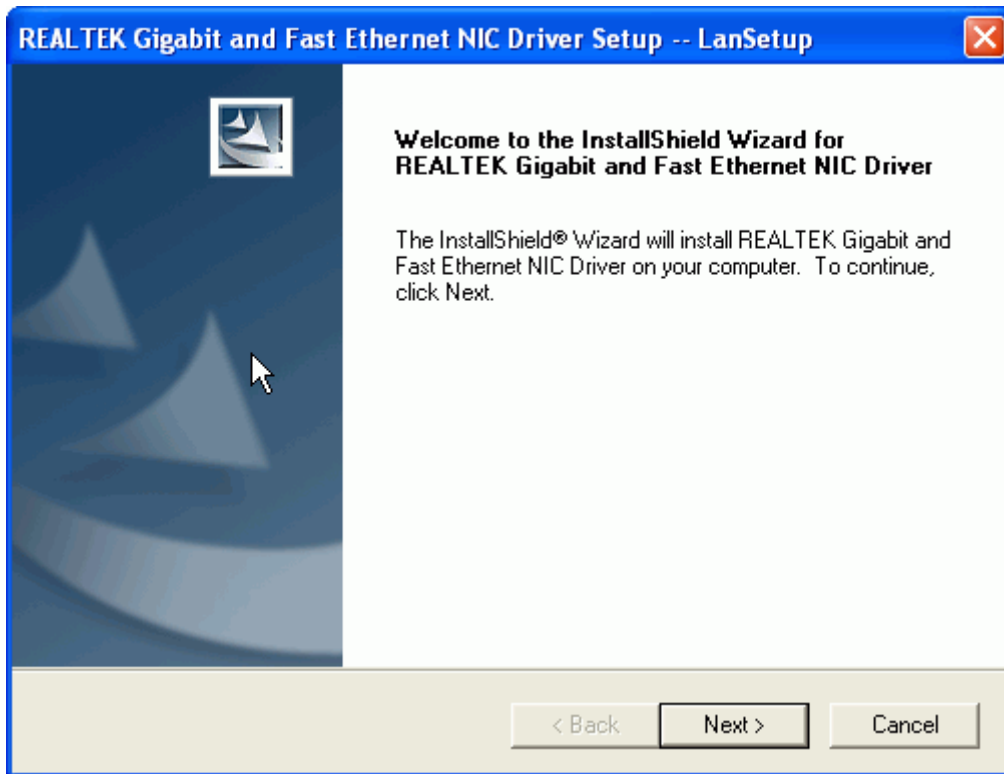 REALTEK Gigabit and Fast Ethernet NIC Driver Setup -- LanSetup
Welcome to the InstallShield Wizard for
REALTEK Gigabit and Fast Ethernet NIC Driver
The InstallShield® Wizard will install REALTEK Gigabit and
Fast Ethernet NIC Driver on your computer. To continue,
click Next.
< Back Next > Cancel